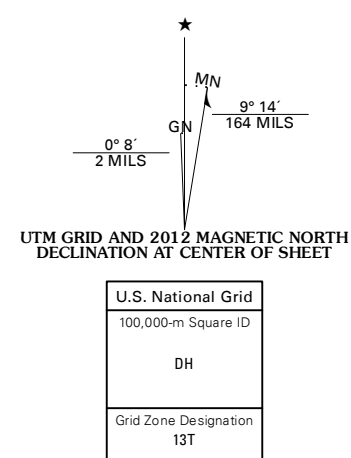 ★
MN
GN
9° 14´
164 MILS
0° 8´
2 MILS
UTM GRID AND 2012 MAGNETIC NORTH
DECLINATION AT CENTER OF SHEET
U.S. National Grid
100,000-m Square ID
DH
Grid Zone Designation
13T